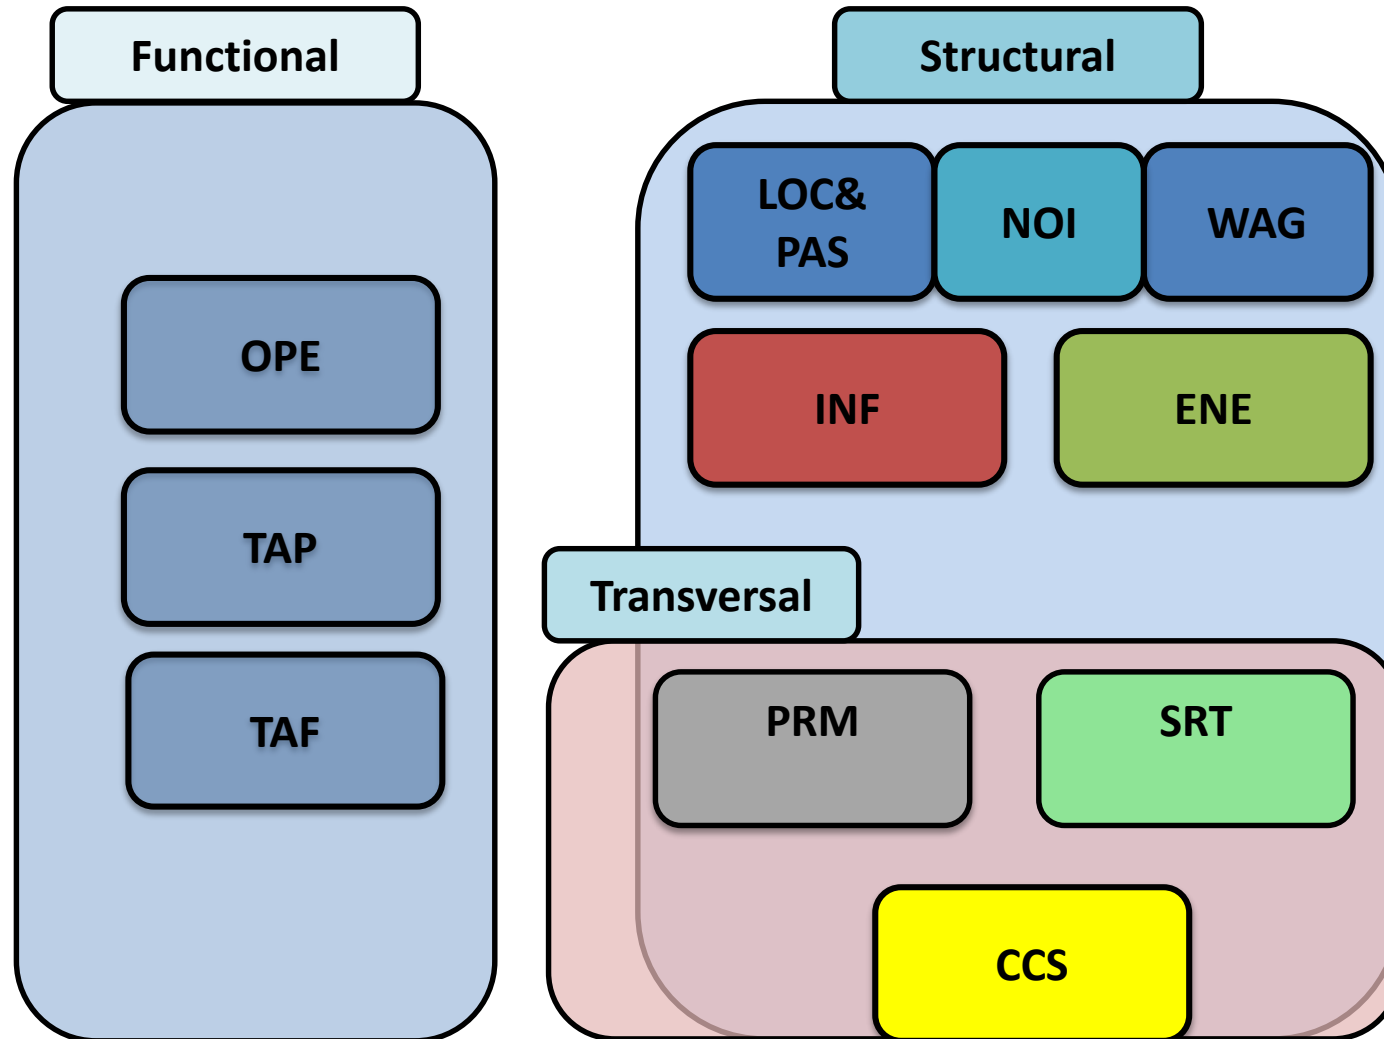 Functional
OPE
TAP
TAF
Structural
LOC&
PAS
NOI
WAG
INF
ENE
Transversal
PRM
SRT
CCS